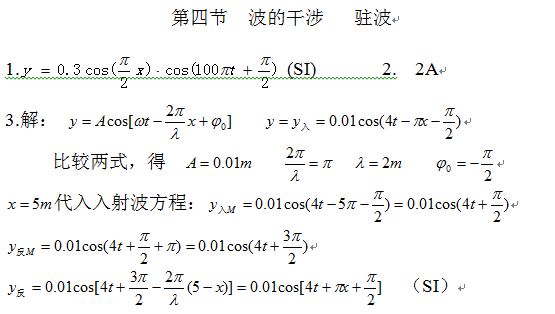 第四节 波的干涉 驻波
1. y = 0.3 cos(π/2 x)·cos(100πt + π/2) (SI) 2. 2A
3.解： y = A cos[ωt − 2π/λ x + φ₀] y = y入 = 0.01cos(4t − πx − π/2)
比较两式，得 A = 0.01m 2π/λ = π λ = 2m φ₀ = −π/2
x = 5m代入入射波方程： y入M = 0.01cos(4t − 5π − π/2) = 0.01cos(4t + π/2)
y反M = 0.01cos(4t + π/2 + π) = 0.01cos(4t + 3π/2)
y反 = 0.01cos[4t + 3π/2 − 2π/λ (5 − x)] = 0.01cos[4t + πx + π/2] （SI）